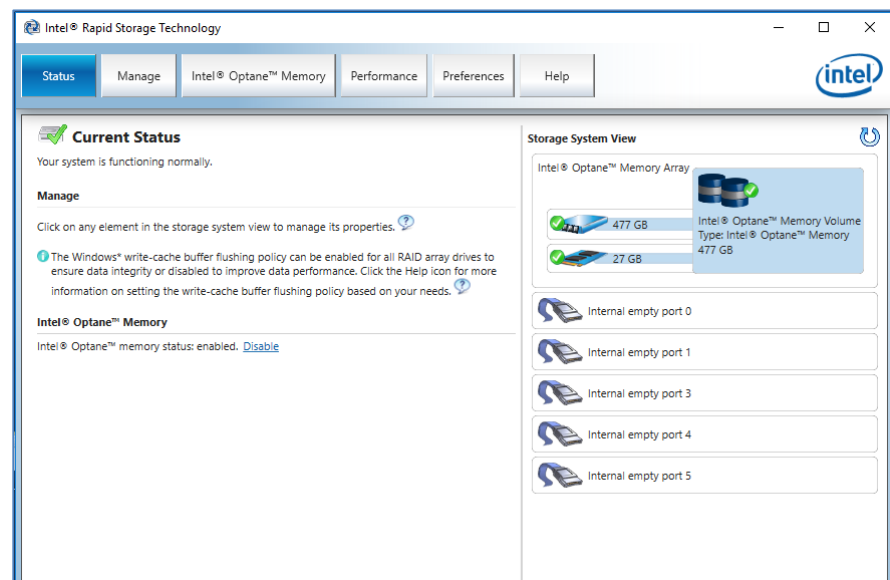 Intel® Rapid Storage Technology
Status
Manage
Intel® Optane™ Memory
Performance
Preferences
Help
intel
Current Status
Your system is functioning normally.
Manage
Click on any element in the storage system view to manage its properties.
The Windows* write-cache buffer flushing policy can be enabled for all RAID array drives to
ensure data integrity or disabled to improve data performance. Click the Help icon for more
information on setting the write-cache buffer flushing policy based on your needs.
Intel® Optane™ Memory
Intel® Optane™ memory status: enabled. Disable
Storage System View
Intel® Optane™ Memory Array
477 GB
27 GB
Intel® Optane™ Memory Volume
Type: Intel® Optane™ Memory
477 GB
Internal empty port 0
Internal empty port 1
Internal empty port 3
Internal empty port 4
Internal empty port 5